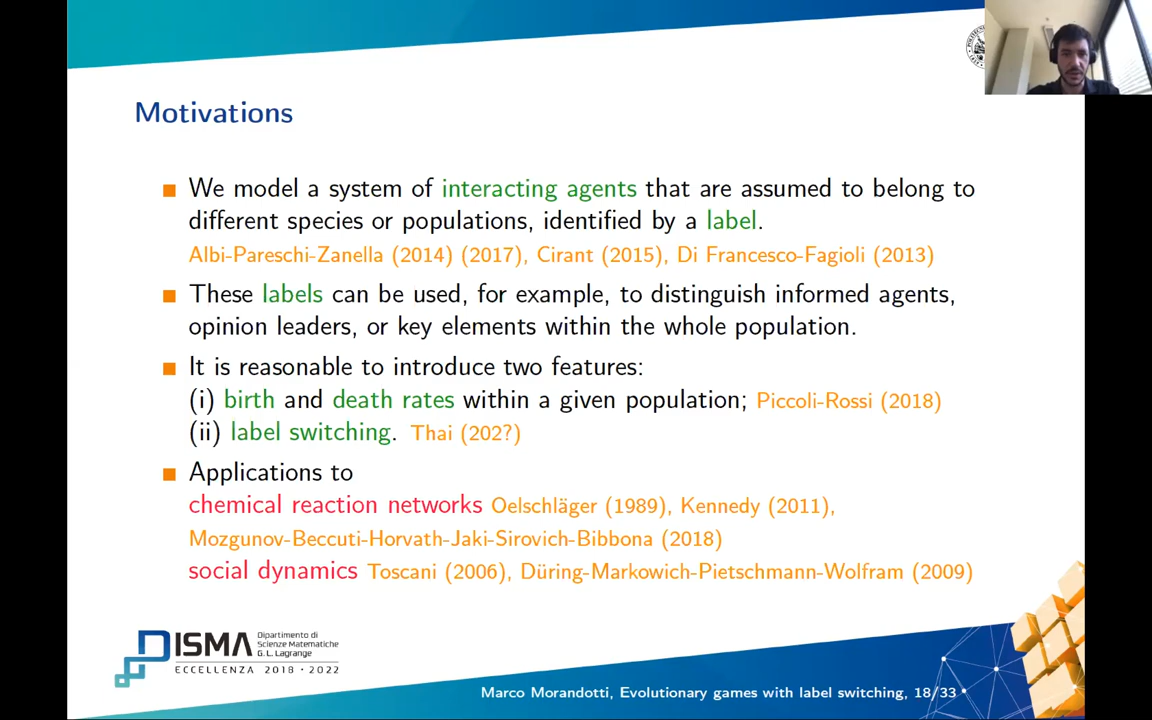 Motivations
We model a system of interacting agents that are assumed to belong to
different species or populations, identified by a label.
Albi-Pareschi-Zanella (2014) (2017), Cirant (2015), Di Francesco-Fagioli (2013)
These labels can be used, for example, to distinguish informed agents,
opinion leaders, or key elements within the whole population.
It is reasonable to introduce two features:
(i) birth and death rates within a given population; Piccoli-Rossi (2018)
(ii) label switching. Thai (202?)
Applications to
chemical reaction networks Oelschläger (1989), Kennedy (2011),
Mozgunov-Beccuti-Horvath-Jaki-Sirovich-Bibbona (2018)
social dynamics Toscani (2006), Düring-Markowich-Pietschmann-Wolfram (2009)
DISMA
Dipartimento di
Scienze Matematiche
G. L. Lagrange
ECCELLENZA 2018 · 2022
Marco Morandotti, Evolutionary games with label switching, 18/33